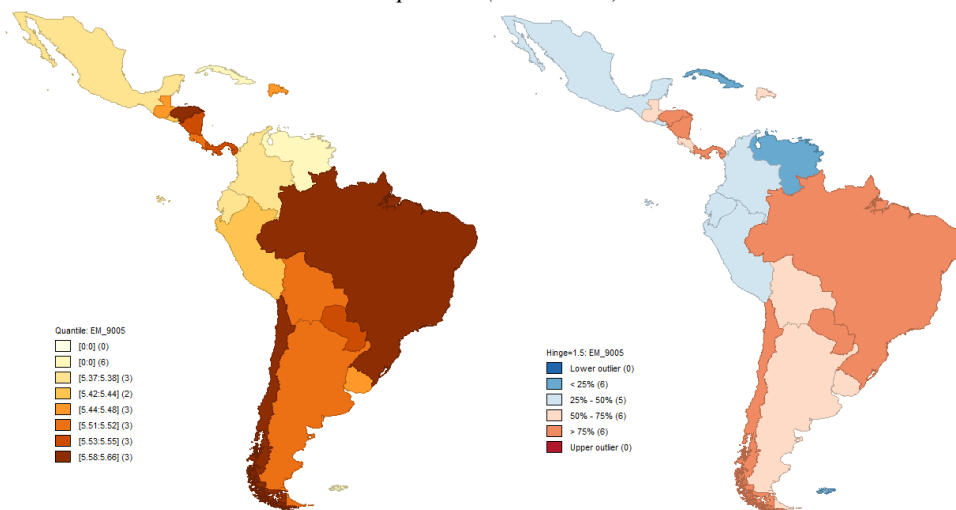 Quantile: EM_9005
[0:0] (0)
[0:0] (6)
[5.37:5.38] (3)
[5.42:5.44] (2)
[5.44:5.48] (3)
[5.51:5.52] (3)
[5.53:5.55] (3)
[5.58:5.66] (3)
Hinge=1.5: EM_9005
Lower outlier (0)
< 25% (6)
25% - 50% (5)
50% - 75% (6)
> 75% (6)
Upper outlier (0)